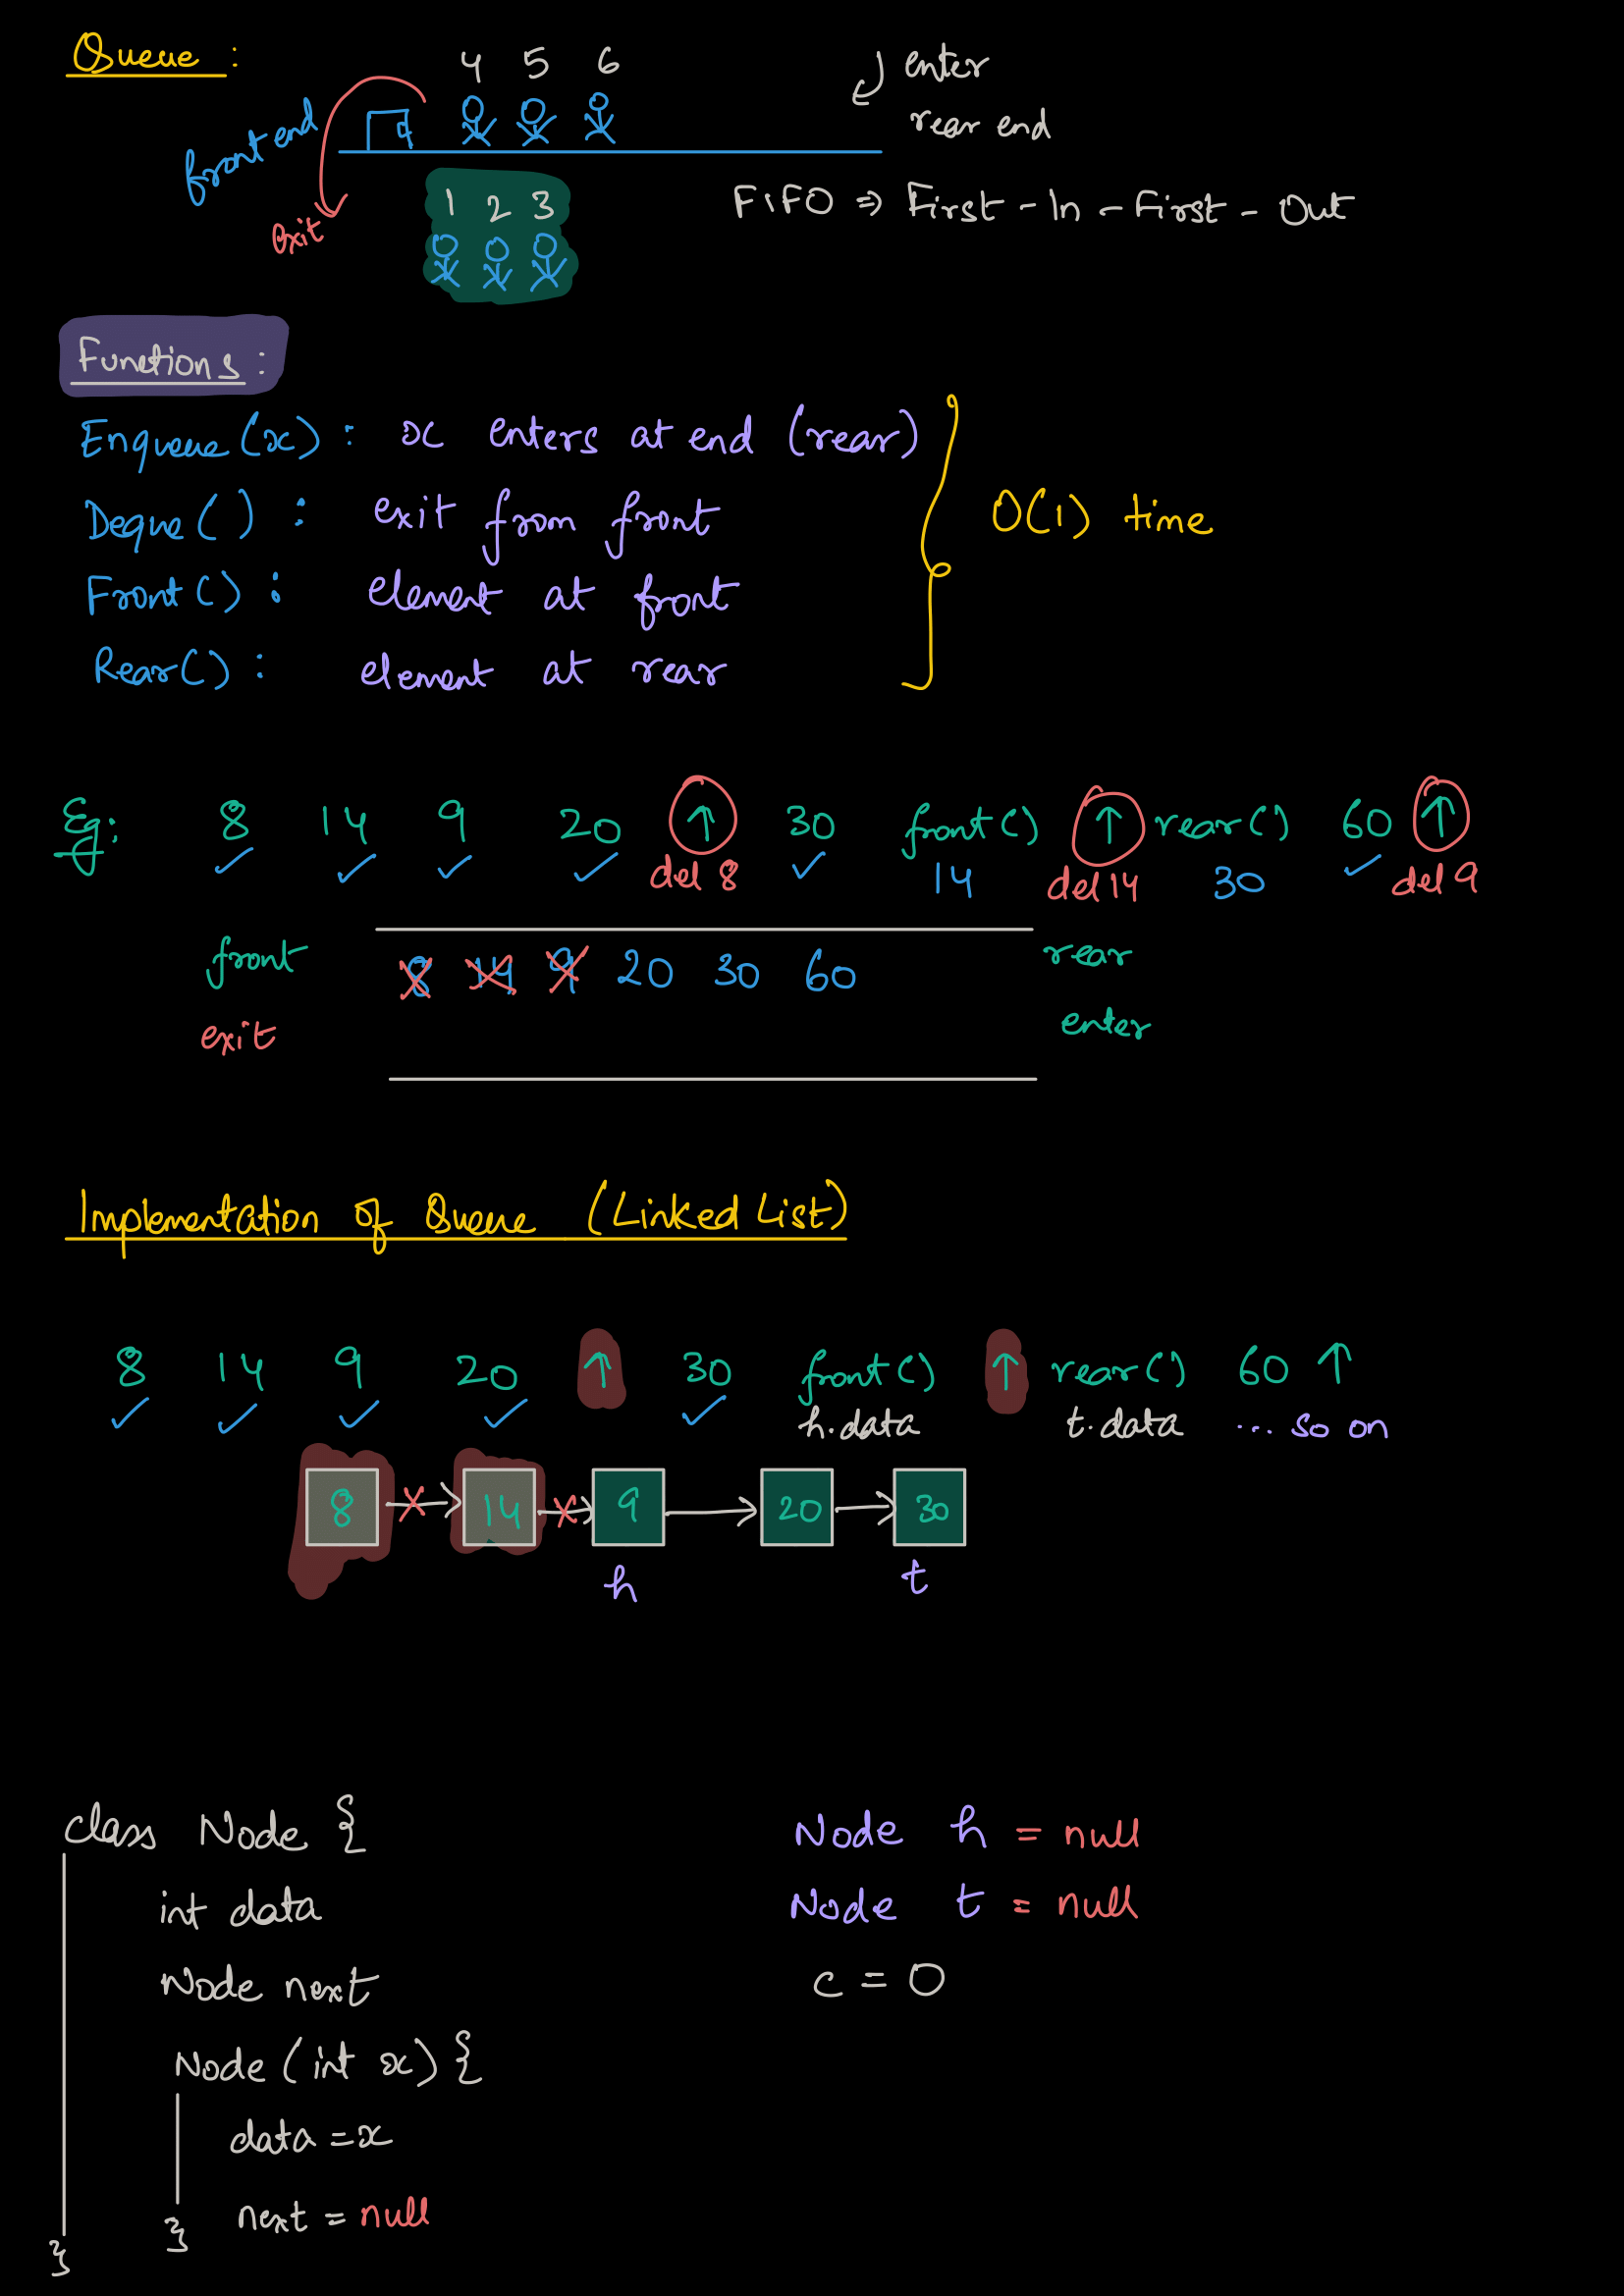 Queue :
4 5 6
enter
rear end
front end
exit
1 2 3
FiFO ⇒ First - In - First - Out
Functions :
Enqueue (x) : x enters at end (rear)
Deque ( ) : exit from front
Front ( ) : element at front
Rear ( ) : element at rear
O(1) time
Eg: 8 14 9 20 ↑ 30 front ( ) ↑ rear ( ) 60 ↑
del 8 14 del 14 30 del 9
front 8 14 9 20 30 60 rear
exit enter
Implementation of Queue (Linked List)
8 14 9 20 ↑ 30 front ( ) ↑ rear ( ) 60 ↑
h.data t.data ... so on
8 14 9 20 30
h t
class Node {
int data
Node next
Node (int x) {
data = x
next = null
}
}
Node h = null
Node t = null
c = 0